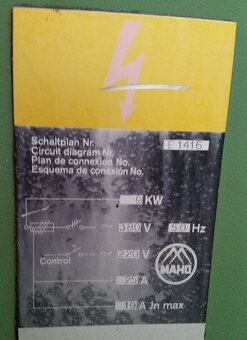 Schaltplan Nr. F 1416
Circuit diagram Nr.
Plan de connexion No.
Esquema de conexión No.
9 KW
~ 380 V 50 Hz
Control ~ 220 V
MAHO
25 A
19 A Jn max